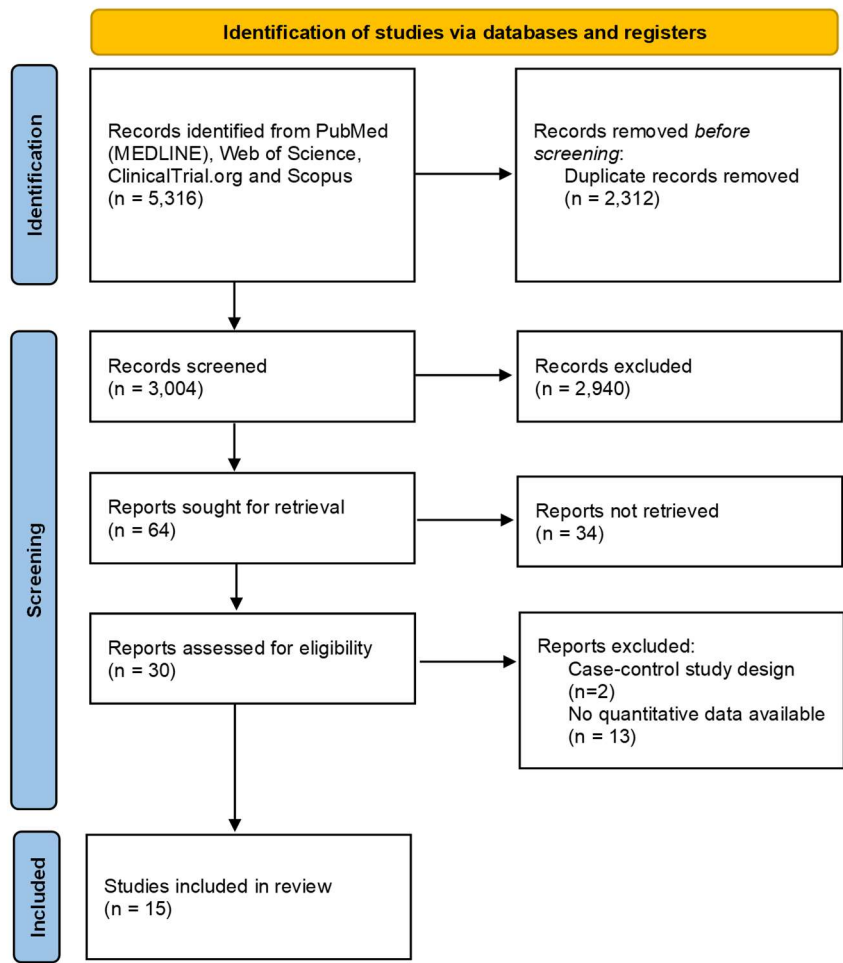 Identification of studies via databases and registers
Identification
Records identified from PubMed
(MEDLINE), Web of Science,
ClinicalTrial.org and Scopus
(n = 5,316)
Records removed before
screening:
Duplicate records removed
(n = 2,312)
Screening
Records screened
(n = 3,004)
Records excluded
(n = 2,940)
Reports sought for retrieval
(n = 64)
Reports not retrieved
(n = 34)
Reports assessed for eligibility
(n = 30)
Reports excluded:
Case-control study design
(n=2)
No quantitative data available
(n = 13)
Included
Studies included in review
(n = 15)